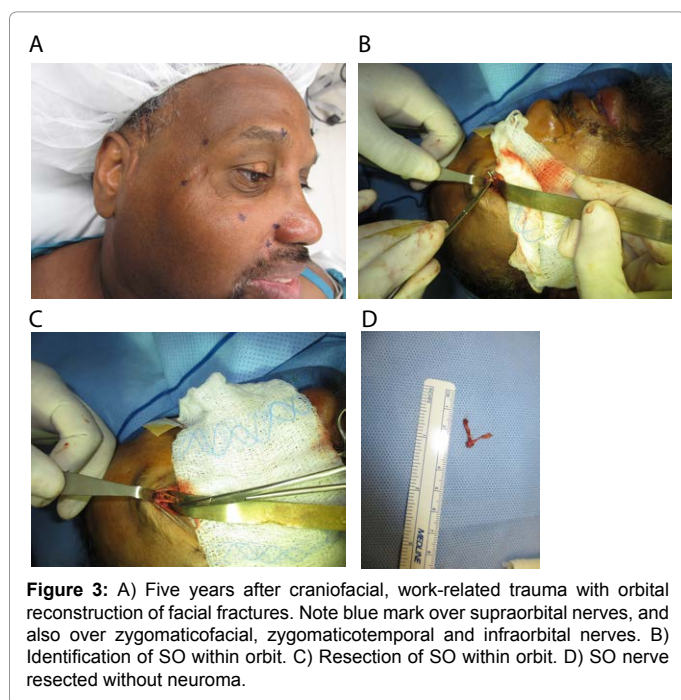 A
B
C
D
MEDLINE
Figure 3: A) Five years after craniofacial, work-related trauma with orbital
reconstruction of facial fractures. Note blue mark over supraorbital nerves, and
also over zygomaticofacial, zygomaticotemporal and infraorbital nerves. B)
Identification of SO within orbit. C) Resection of SO within orbit. D) SO nerve
resected without neuroma.